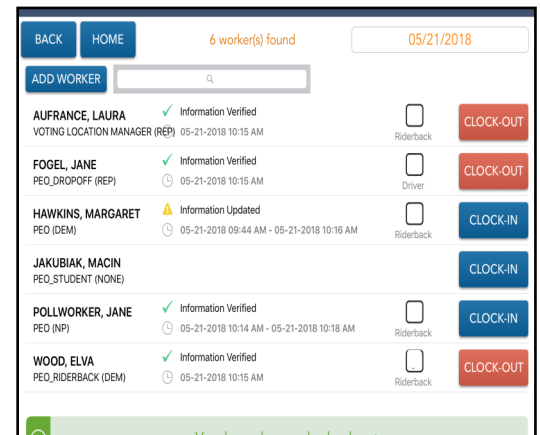 BACK HOME 6 worker(s) found 05/21/2018
ADD WORKER
AUFRANCE, LAURA Information Verified
VOTING LOCATION MANAGER (REP) 05-21-2018 10:15 AM Riderback CLOCK-OUT
FOGEL, JANE Information Verified
PEO_DROPOFF (REP) 05-21-2018 10:15 AM Driver CLOCK-OUT
HAWKINS, MARGARET Information Updated
PEO (DEM) 05-21-2018 09:44 AM - 05-21-2018 10:16 AM Riderback CLOCK-IN
JAKUBIAK, MACIN
PEO_STUDENT (NONE) CLOCK-IN
POLLWORKER, JANE Information Verified
PEO (NP) 05-21-2018 10:14 AM - 05-21-2018 10:18 AM Riderback CLOCK-IN
WOOD, ELVA Information Verified
PEO_RIDERBACK (DEM) 05-21-2018 10:15 AM Riderback CLOCK-OUT